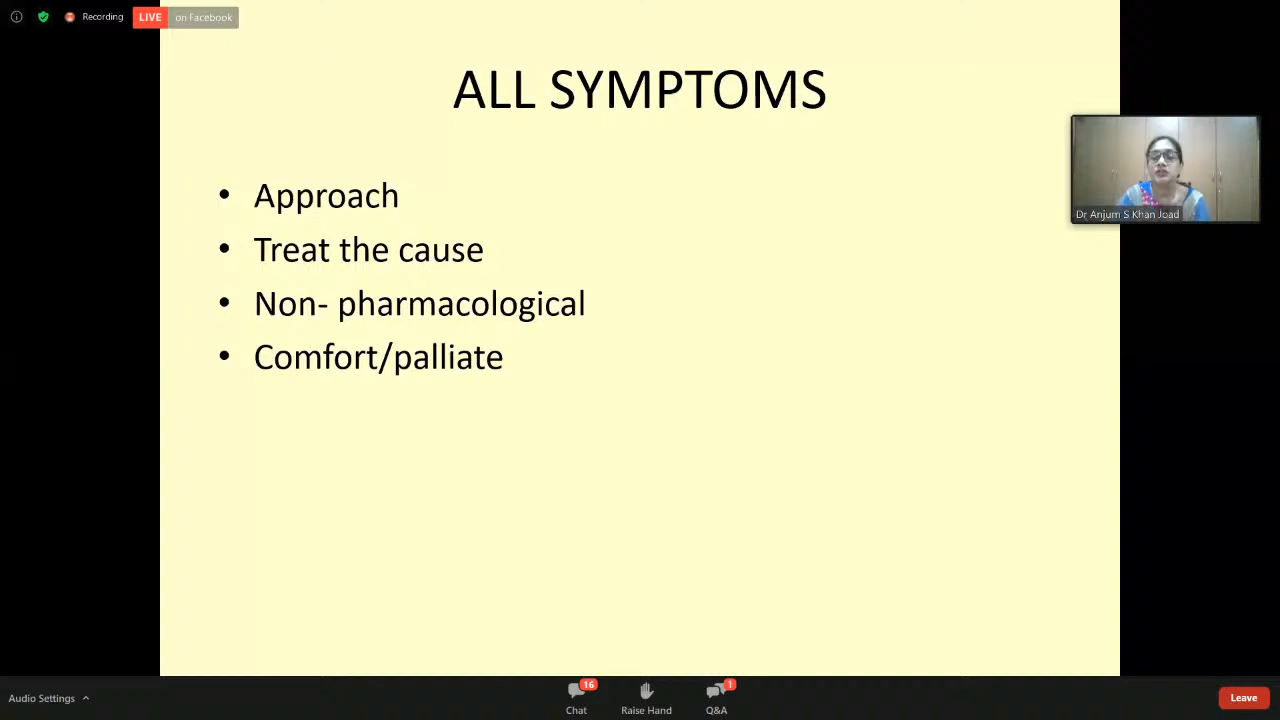 Recording
LIVE on Facebook
ALL SYMPTOMS
• Approach
• Treat the cause
• Non- pharmacological
• Comfort/palliate
Dr Anjum S Khan Joad
Audio Settings
16
Chat
Raise Hand
1
Q&A
Leave